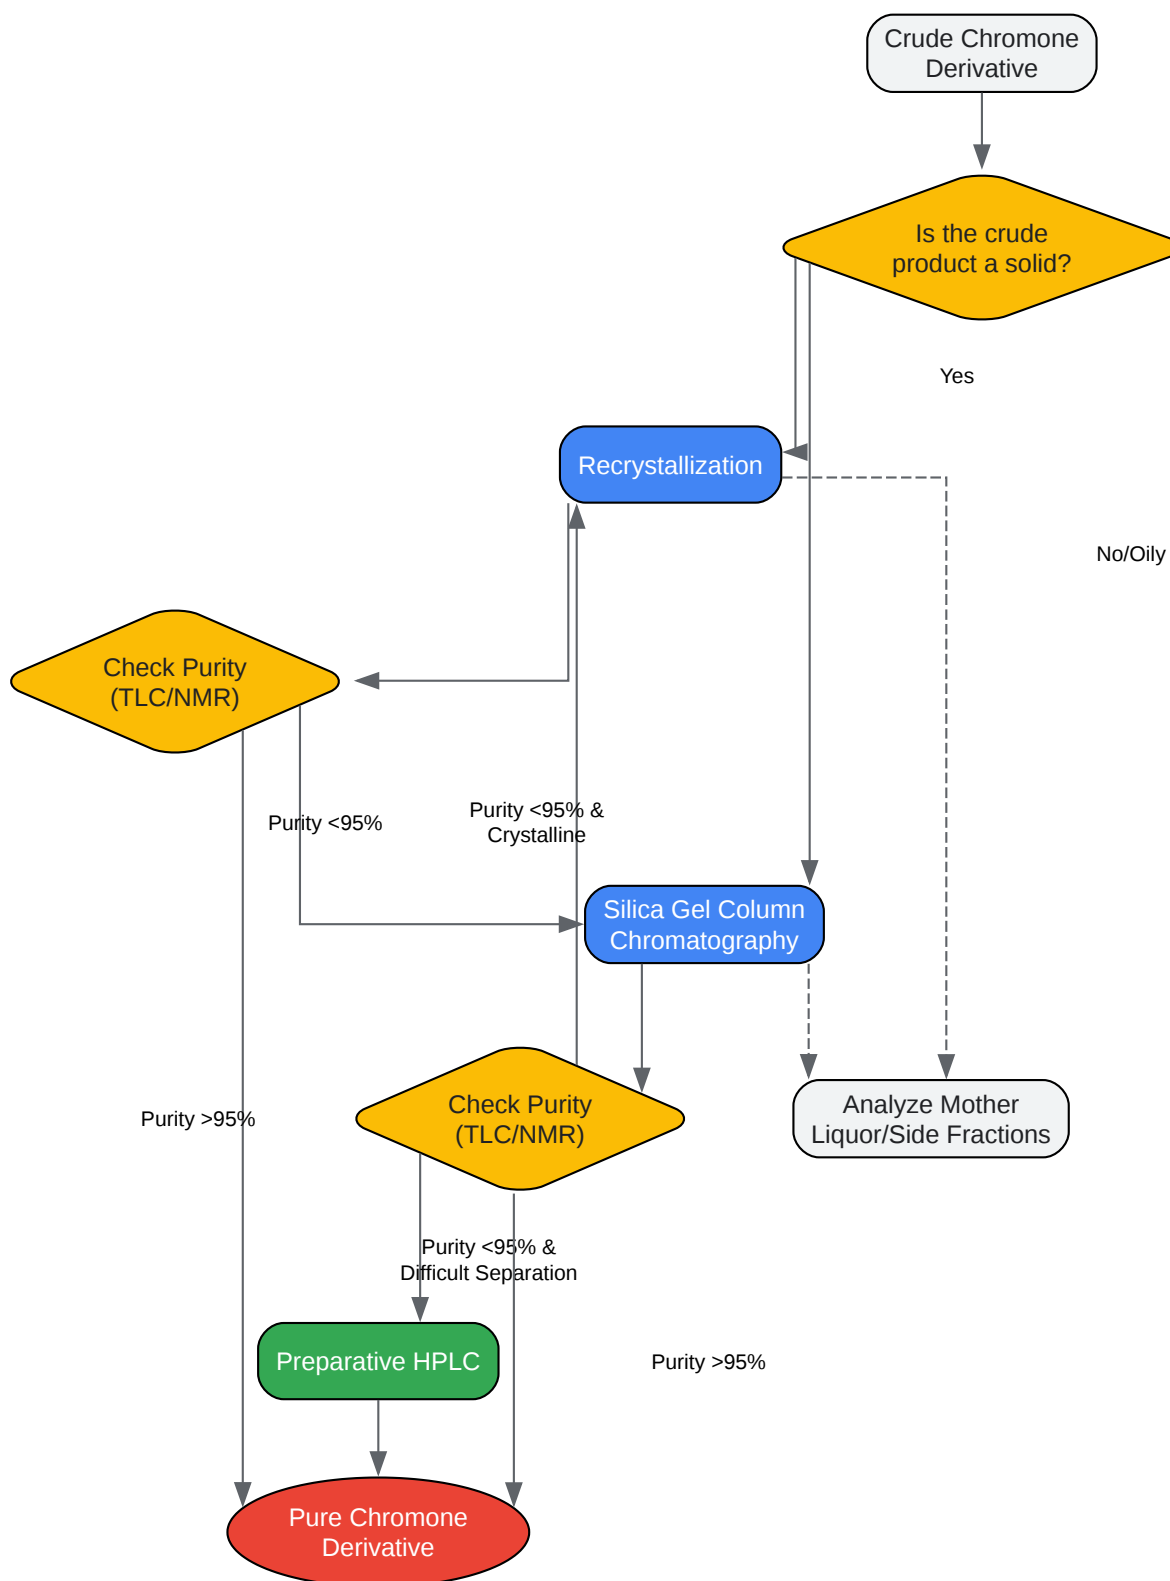 Crude Chromone
Derivative
Is the crude
product a solid?
Yes
Recrystallization
No/Oily
Check Purity
(TLC/NMR)
Purity <95%
Purity <95% &
Crystalline
Silica Gel Column
Chromatography
Purity >95%
Check Purity
(TLC/NMR)
Analyze Mother
Liquor/Side Fractions
Purity <95% &
Difficult Separation
Preparative HPLC
Purity >95%
Pure Chromone
Derivative